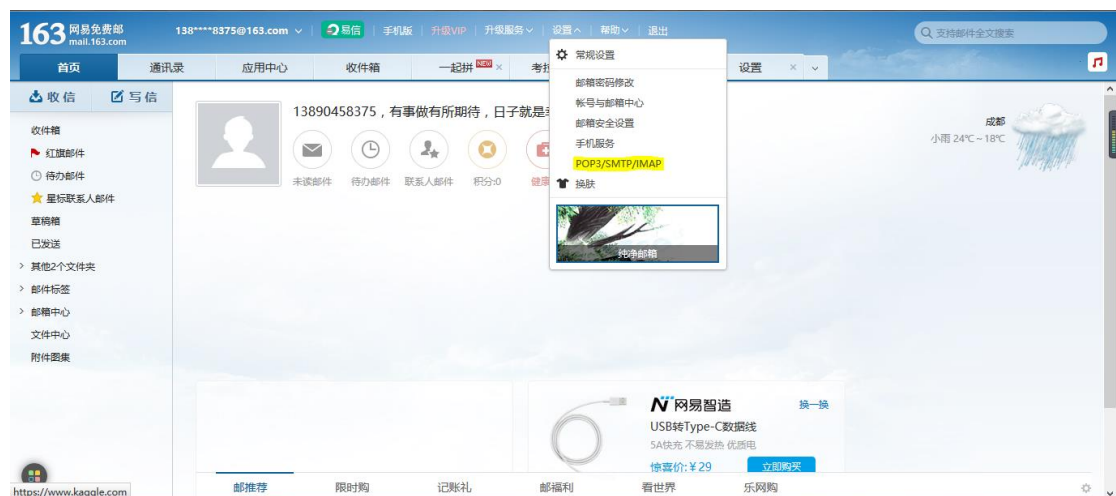 163 网易免费邮 mail.163.com
138****8375@163.com 易信 手机版 升级VIP 升级服务 设置 帮助 退出
支持邮件全文搜索
首页 通讯录 应用中心 收件箱 一起拼 NEW 设置
收信 写信
收件箱
红旗邮件
待办邮件
星标联系人邮件
草稿箱
已发送
其他2个文件夹
邮件标签
邮箱中心
文件中心
附件图集
13890458375，有事做有所期待，日子就是
未读邮件 待办邮件 联系人邮件 积分:0 健康
常规设置
邮箱密码修改
帐号与邮箱中心
邮箱安全设置
手机服务
POP3/SMTP/IMAP
换肤
纯净邮箱
成都
小雨 24℃~18℃
网易智造 换一换
USB转Type-C数据线
5A快充 不易发热 优质电
惊喜价:¥29 立即购买
邮推荐 限时购 记账礼 邮福利 看世界 乐网购
https://www.kaggle.com